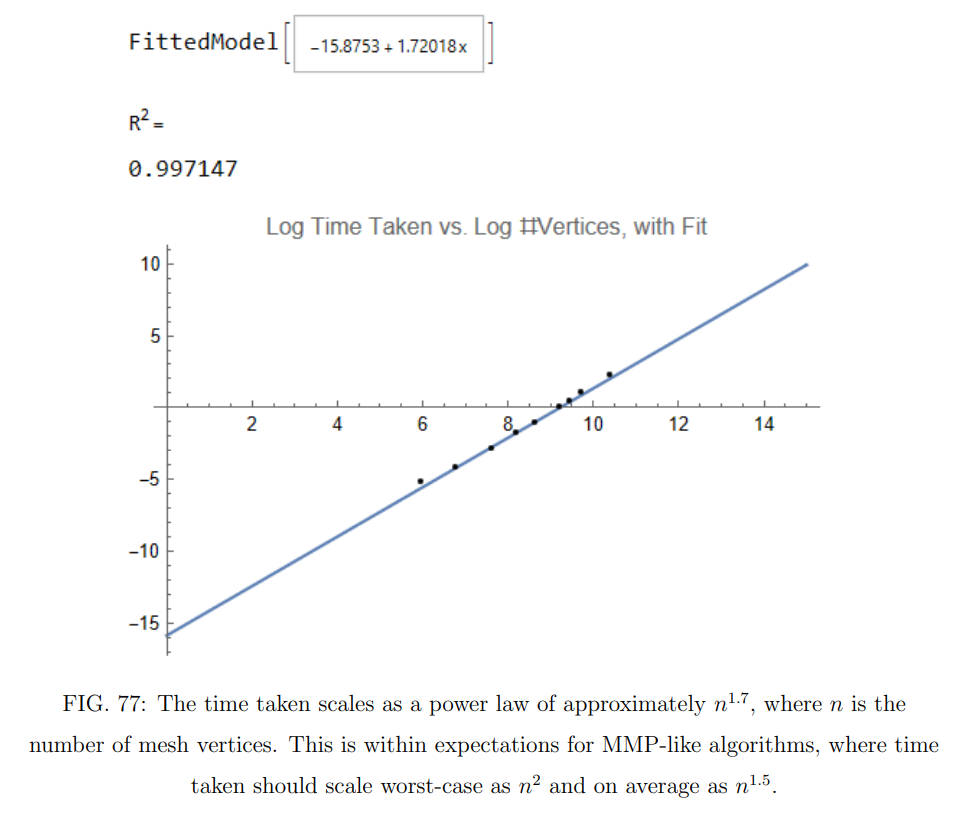 FittedModel[ −15.8753 + 1.72018 x ]
R² =
0.997147
Log Time Taken vs. Log #Vertices, with Fit
10
5
2 4 6 8 10 12 14
−5
−10
−15
FIG. 77: The time taken scales as a power law of approximately n^1.7, where n is the
number of mesh vertices. This is within expectations for MMP-like algorithms, where time
taken should scale worst-case as n² and on average as n^1.5.